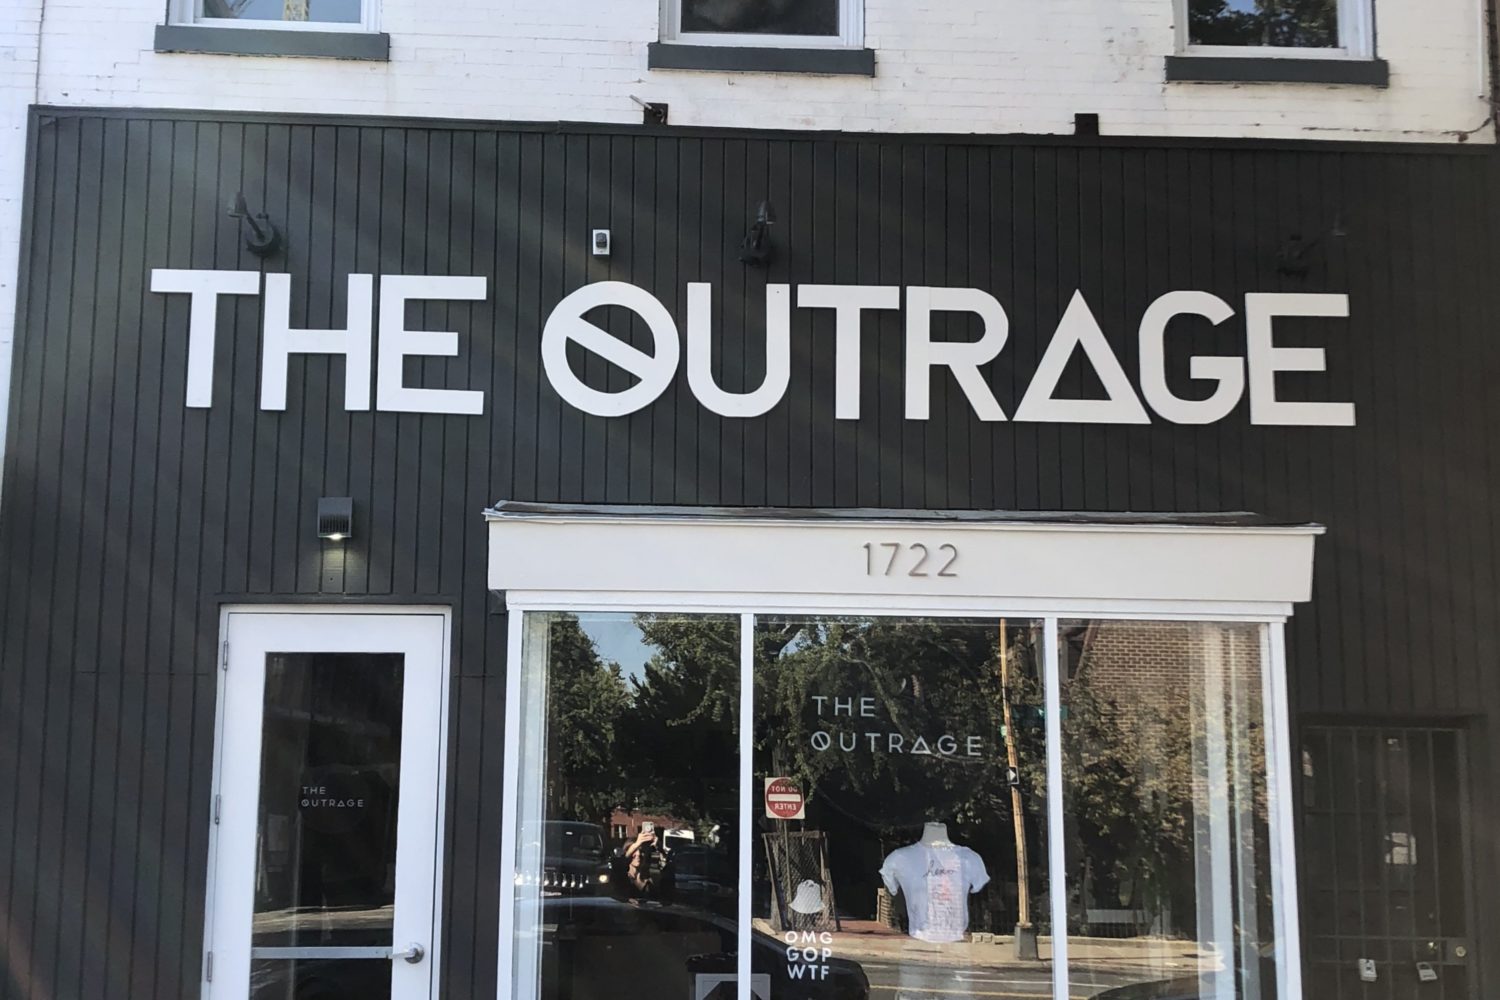 THE OUTRAGE
1722
THE
OUTRAGE
THE
OUTRAGE
DO NOT
ENTER
OMG
GOP
WTF